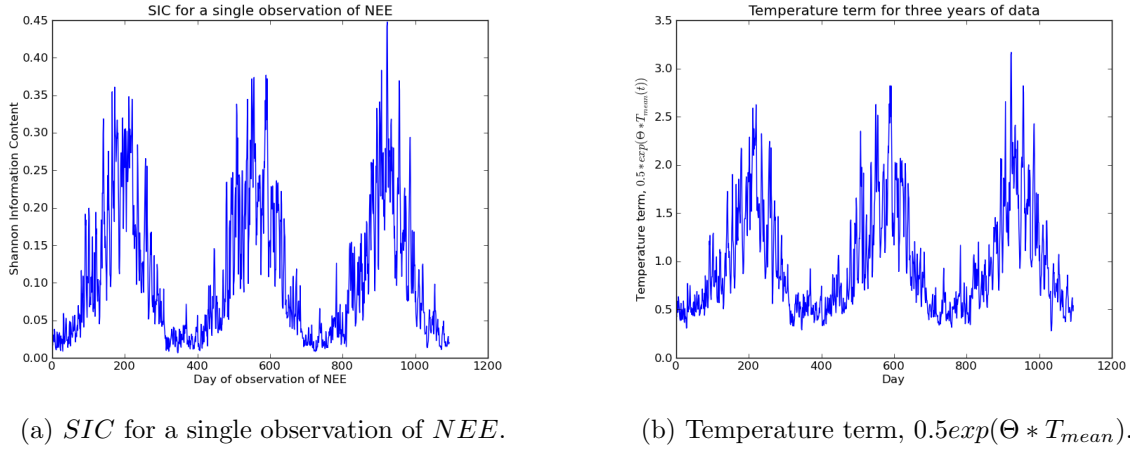 SIC for a single observation of NEE
Shannon Information Content
0.45
0.40
0.35
0.30
0.25
0.20
0.15
0.10
0.05
0.00
0 200 400 600 800 1000 1200
Day of observation of NEE
Temperature term for three years of data
Temperature term, 0.5 * exp(Θ * T_mean(t))
3.5
3.0
2.5
2.0
1.5
1.0
0.5
0.0
0 200 400 600 800 1000 1200
Day
(a) SIC for a single observation of NEE.
(b) Temperature term, 0.5exp(Θ * T_mean).